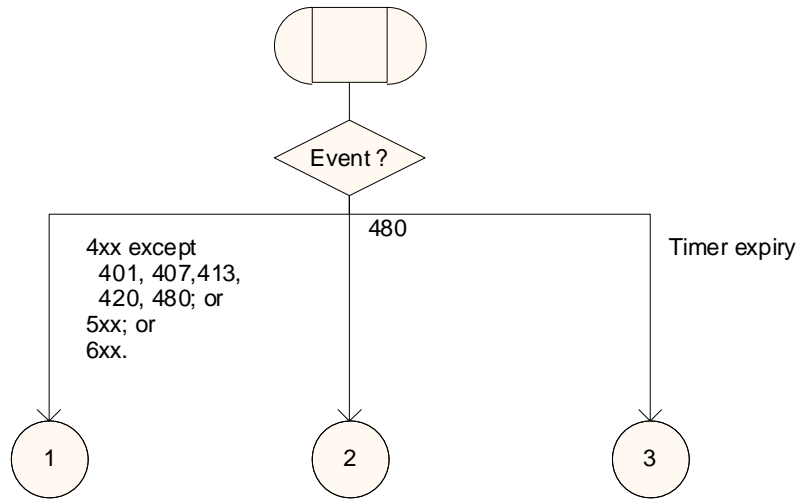 Event ?
480
4xx except
401, 407,413,
420, 480; or
5xx; or
6xx.
Timer expiry
1
2
3